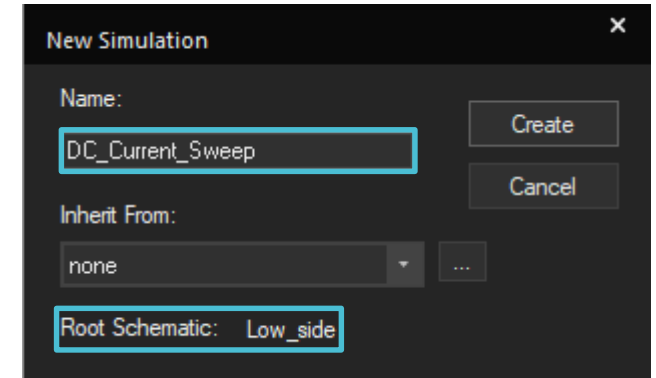 New Simulation
×
Name:
DC_Current_Sweep
Create
Cancel
Inherit From:
none
...
Root Schematic: Low_side